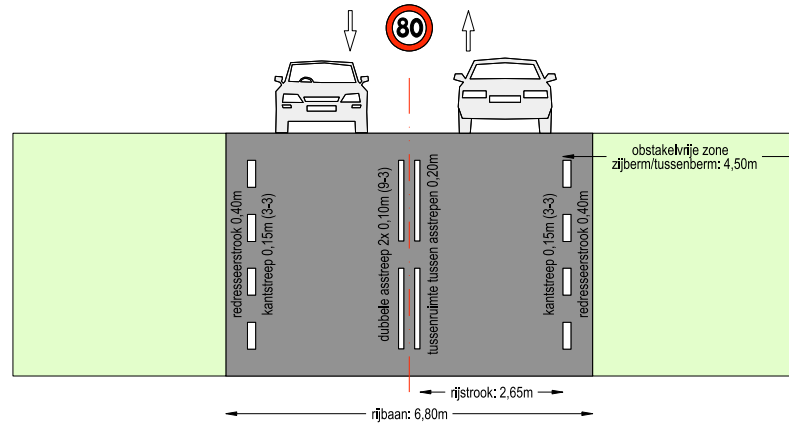 80
obstakelvrije zone
zijberm/tussenberm: 4,50m
redresseerstrook 0,40m
kantstreep 0,15m (3-3)
dubbele asstreep 2x 0,10m (9-3)
tussenruimte tussen asstrepen 0,20m
kantstreep 0,15m (3-3)
redresseerstrook 0,40m
rijstrook: 2,65m
rijbaan: 6,80m